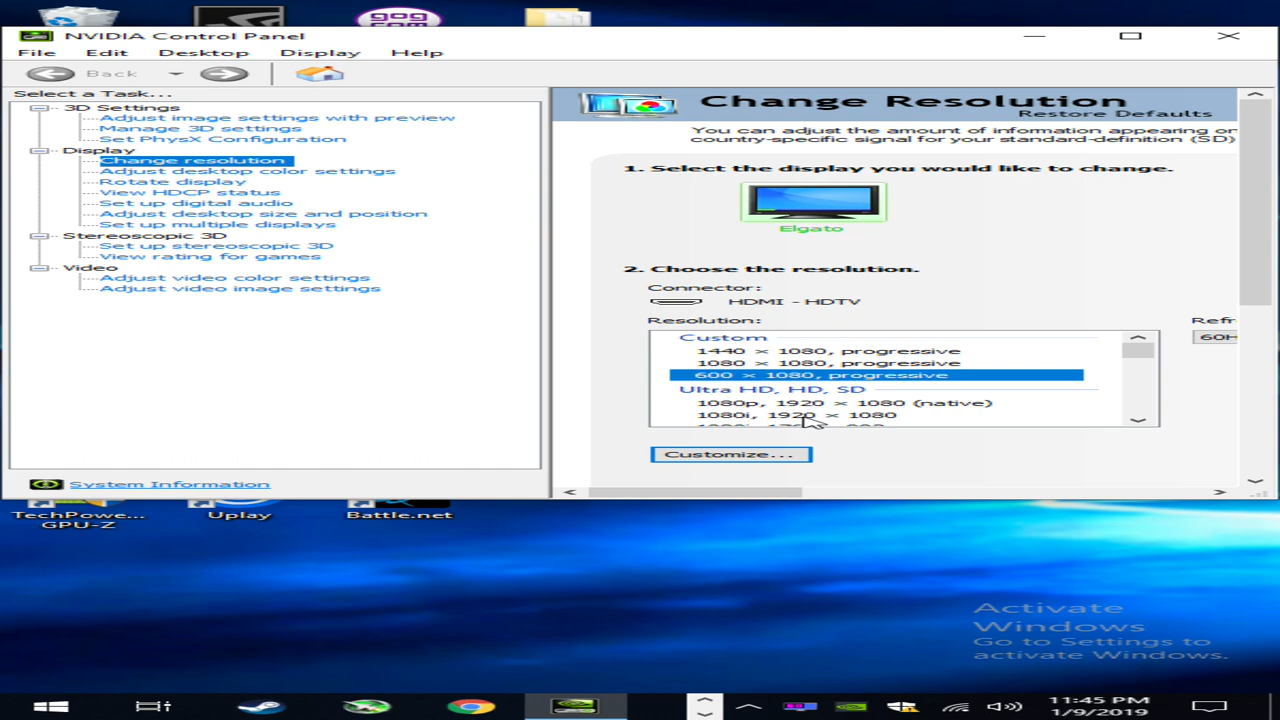 gog
com
NVIDIA Control Panel
File Edit Desktop Display Help
Back
Select a Task...
3D Settings
Adjust image settings with preview
Manage 3D settings
Set PhysX Configuration
Display
Change resolution
Adjust desktop color settings
Rotate display
View HDCP status
Set up digital audio
Adjust desktop size and position
Set up multiple displays
Stereoscopic 3D
Set up stereoscopic 3D
View rating for games
Video
Adjust video color settings
Adjust video image settings
System Information
Change Resolution
Restore Defaults
You can adjust the amount of information appearing on
country-specific signal for your standard-definition (SD)
1. Select the display you would like to change.
Elgato
2. Choose the resolution.
Connector:
HDMI - HDTV
Resolution:
Refr
60H
Custom
1440 × 1080, progressive
1080 × 1080, progressive
600 × 1080, progressive
Ultra HD, HD, SD
1080p, 1920 × 1080 (native)
1080i, 1920 × 1080
Customize...
TechPowe...
GPU-Z
Uplay
Battle.net
Activate
Windows
Go to Settings to
activate Windows.
11:45 PM
1/9/2019